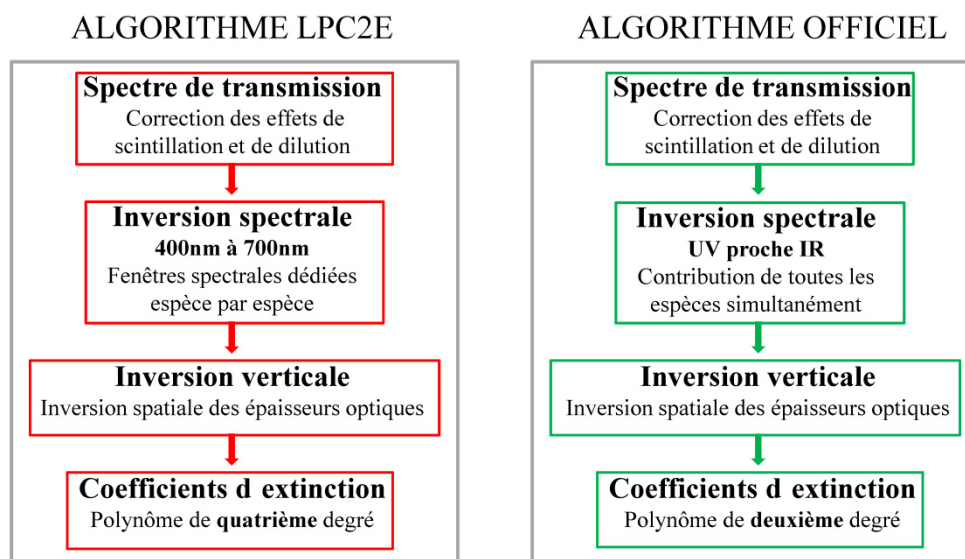 ALGORITHME LPC2E
Spectre de transmission
Correction des effets de
scintillation et de dilution
Inversion spectrale
400nm à 700nm
Fenêtres spectrales dédiées
espèce par espèce
Inversion verticale
Inversion spatiale des épaisseurs optiques
Coefficients d extinction
Polynôme de quatrième degré
ALGORITHME OFFICIEL
Spectre de transmission
Correction des effets de
scintillation et de dilution
Inversion spectrale
UV proche IR
Contribution de toutes les
espèces simultanément
Inversion verticale
Inversion spatiale des épaisseurs optiques
Coefficients d extinction
Polynôme de deuxième degré